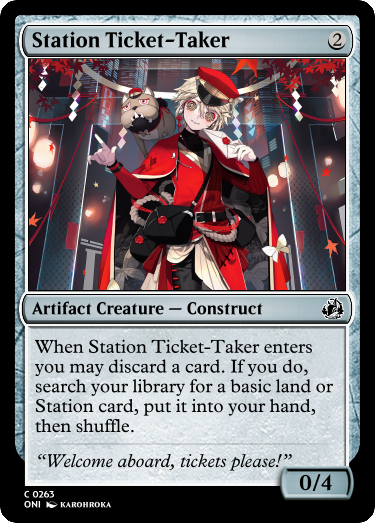 Station Ticket-Taker 2
Artifact Creature — Construct
When Station Ticket-Taker enters
you may discard a card. If you do,
search your library for a basic land or
Station card, put it into your hand,
then shuffle.
“Welcome aboard, tickets please!”
0/4
C 0263
ONI KAROHROKA